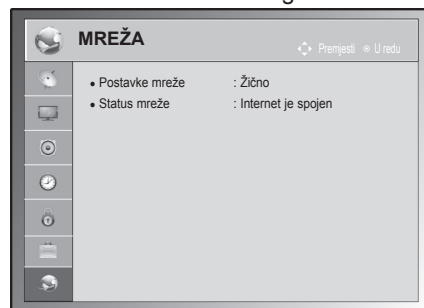 MREŽA
Premjesti U redu
• Postavke mreže : Žično
• Status mreže : Internet je spojen